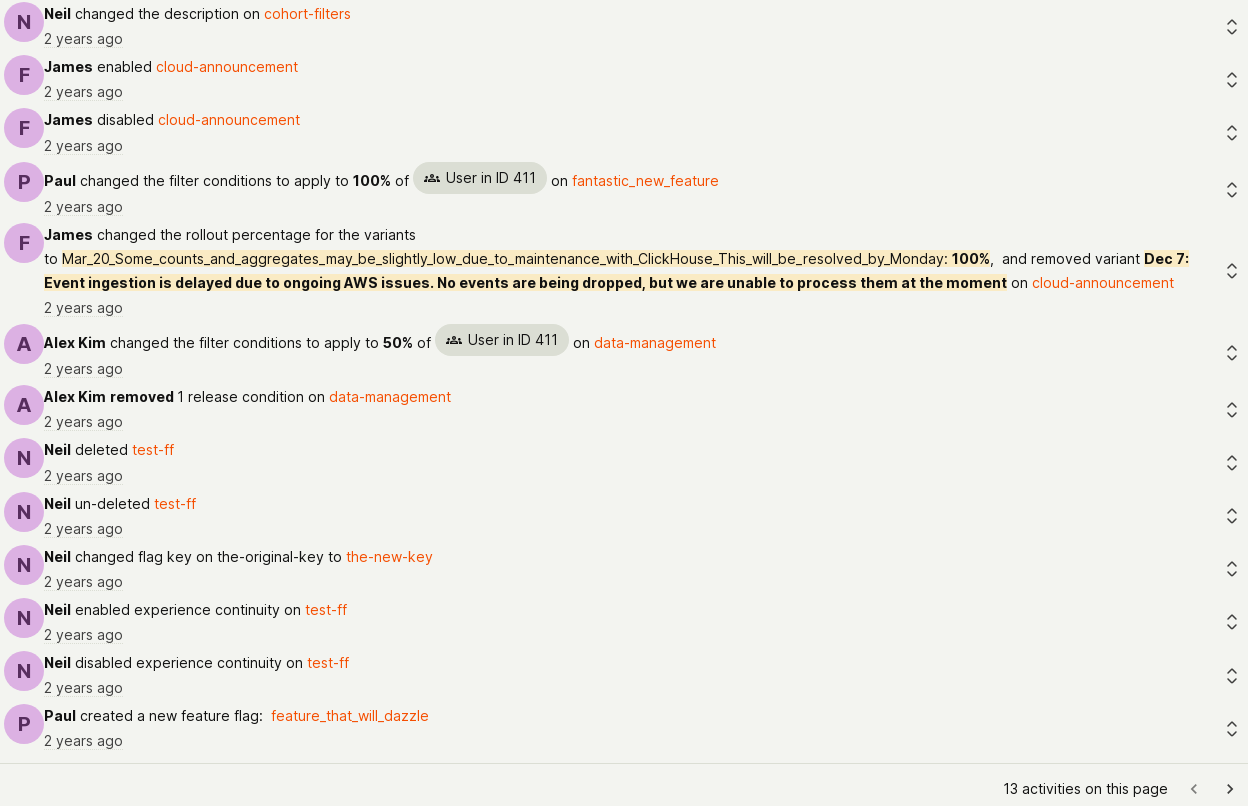 N
Neil changed the description on cohort-filters
2 years ago
F
James enabled cloud-announcement
2 years ago
F
James disabled cloud-announcement
2 years ago
P
Paul changed the filter conditions to apply to 100% of User in ID 411 on fantastic_new_feature
2 years ago
F
James changed the rollout percentage for the variants
to Mar_20_Some_counts_and_aggregates_may_be_slightly_low_due_to_maintenance_with_ClickHouse_This_will_be_resolved_by_Monday: 100%, and removed variant Dec 7:
Event ingestion is delayed due to ongoing AWS issues. No events are being dropped, but we are unable to process them at the moment on cloud-announcement
2 years ago
A
Alex Kim changed the filter conditions to apply to 50% of User in ID 411 on data-management
2 years ago
A
Alex Kim removed 1 release condition on data-management
2 years ago
N
Neil deleted test-ff
2 years ago
N
Neil un-deleted test-ff
2 years ago
N
Neil changed flag key on the-original-key to the-new-key
2 years ago
N
Neil enabled experience continuity on test-ff
2 years ago
N
Neil disabled experience continuity on test-ff
2 years ago
P
Paul created a new feature flag: feature_that_will_dazzle
2 years ago
13 activities on this page